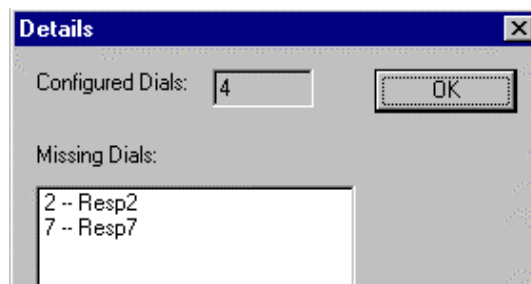 Details
Configured Dials: 4 OK
Missing Dials:
2 -- Resp2
7 -- Resp7